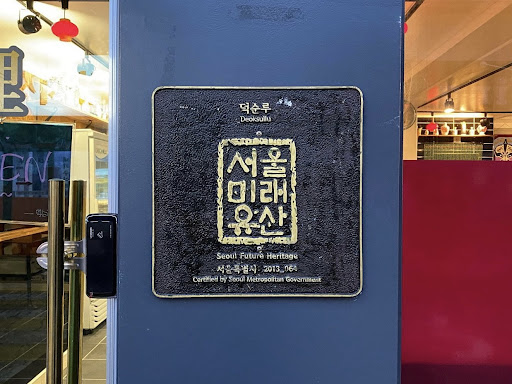 덕순루
Deoksullu
서울
미래
유산
Seoul Future Heritage
서울특별시 2013_064
Certified by Seoul Metropolitan Government